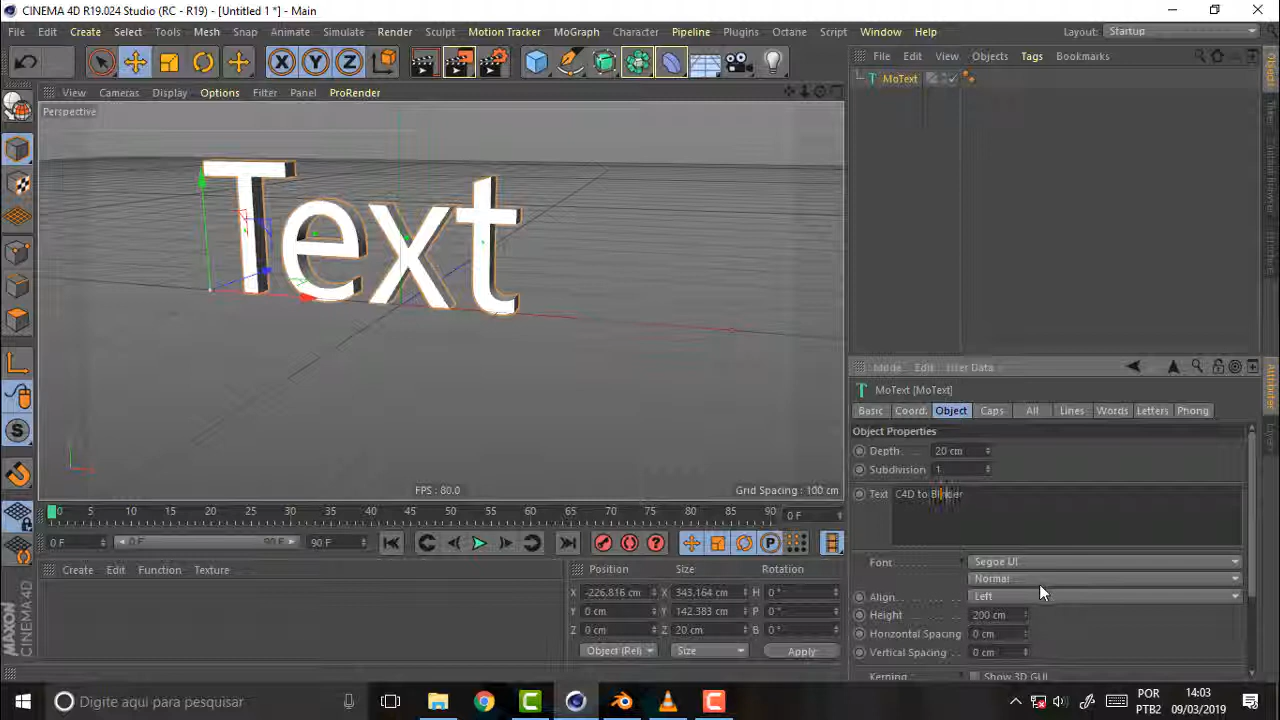 CINEMA 4D R19.024 Studio (RC - R19) - [Untitled 1 *] - Main
File Edit Create Select Tools Mesh Snap Animate Simulate Render Sculpt Motion Tracker MoGraph Character Pipeline Plugins Octane Script Window Help Layout: Startup
X Y Z
File Edit View Objects Tags Bookmarks
MoText
View Cameras Display Options Filter Panel ProRender
Perspective
Text
FPS : 80.0
Grid Spacing : 100 cm
0 5 10 15 20 25 30 35 40 45 50 55 60 65 70 75 80 85 90 0 F
0 F 0 F 90 F 90 F
Create Edit Function Texture
Position Size Rotation
X -226.816 cm X 343.164 cm H 0 °
Y 0 cm Y 142.383 cm P 0 °
Z 0 cm Z 20 cm B 0 °
Object (Rel) Size Apply
Mode Edit User Data
MoText [MoText]
Basic Coord. Object Caps All Lines Words Letters Phong
Object Properties
Depth 20 cm
Subdivision 1
Text C4D to Blender
Font Segoe UI
Normal
Align Left
Height 200 cm
Horizontal Spacing 0 cm
Vertical Spacing 0 cm
Kerning Show 3D GUI
Objects
Attributes
MAXON CINEMA 4D
Digite aqui para pesquisar
POR
PTB2
14:03
09/03/2019